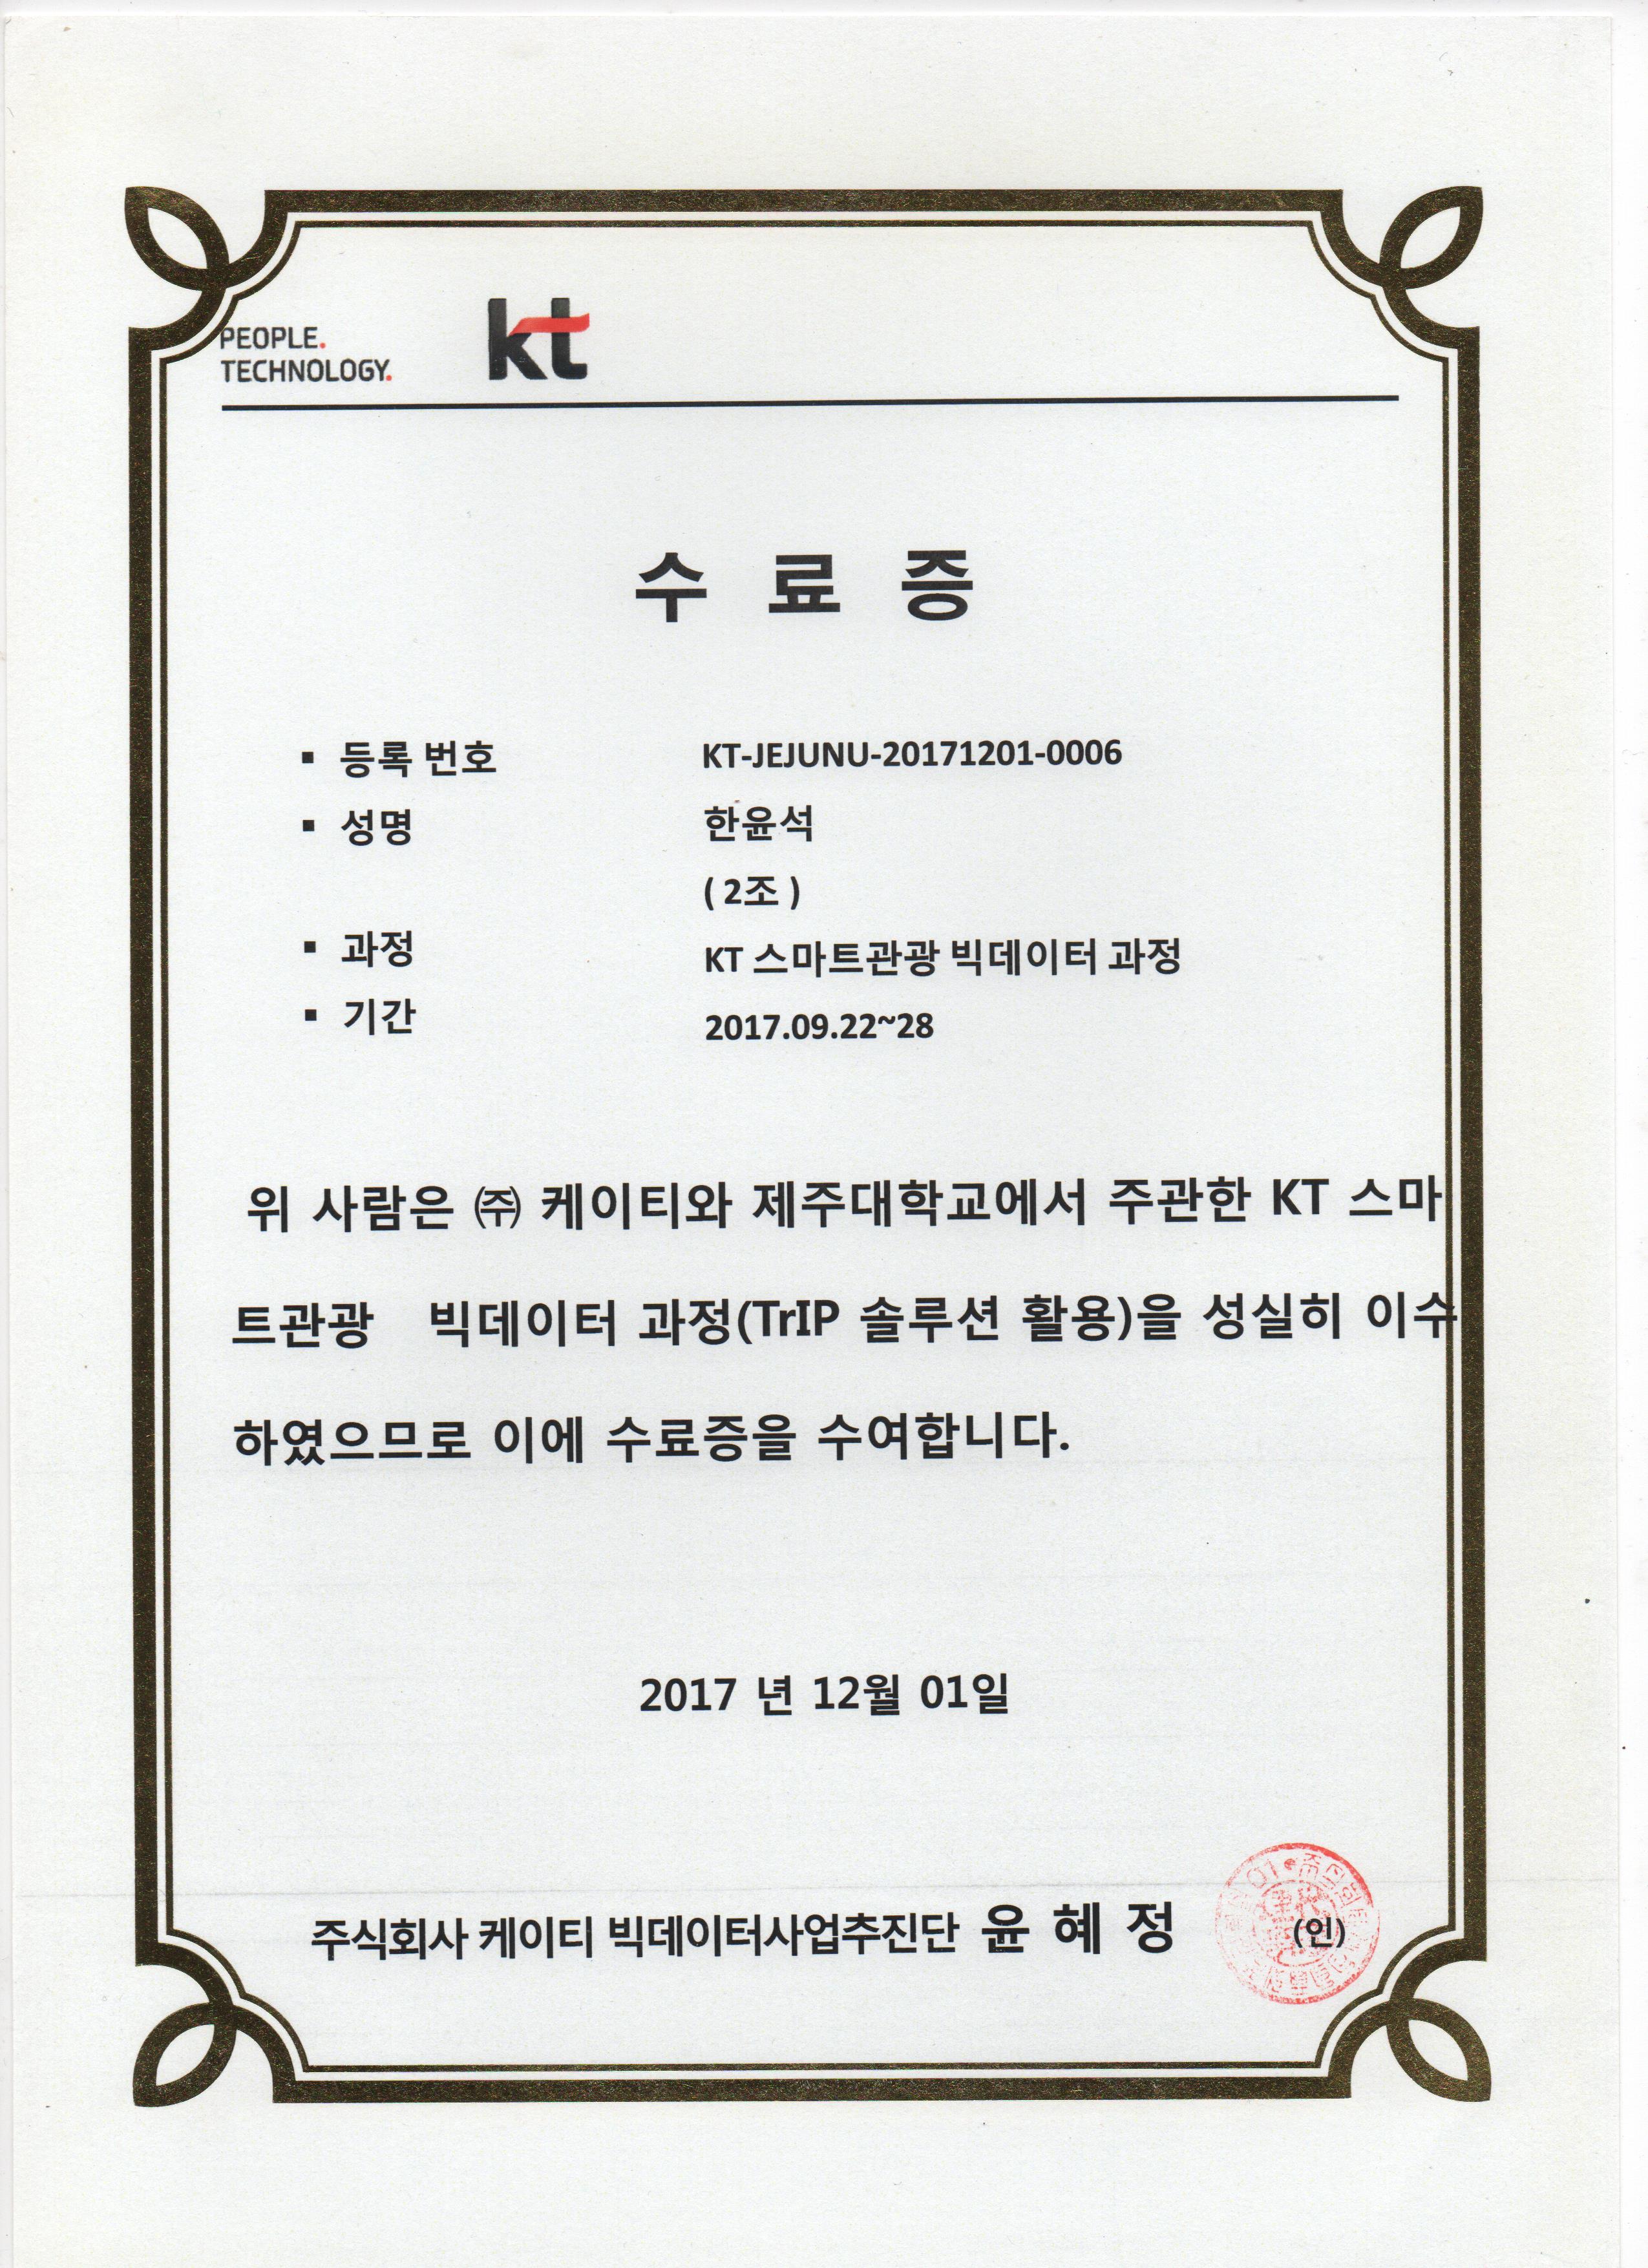 PEOPLE.
TECHNOLOGY.
kt
수 료 증
▪ 등록 번호 KT-JEJUNU-20171201-0006
▪ 성명 한윤석
( 2조 )
▪ 과정 KT 스마트관광 빅데이터 과정
▪ 기간 2017.09.22~28
위 사람은 ㈜ 케이티와 제주대학교에서 주관한 KT 스마
트관광 빅데이터 과정(TrIP 솔루션 활용)을 성실히 이수
하였으므로 이에 수료증을 수여합니다.
2017 년 12월 01일
주식회사 케이티 빅데이터사업추진단 윤 혜 정 (인)